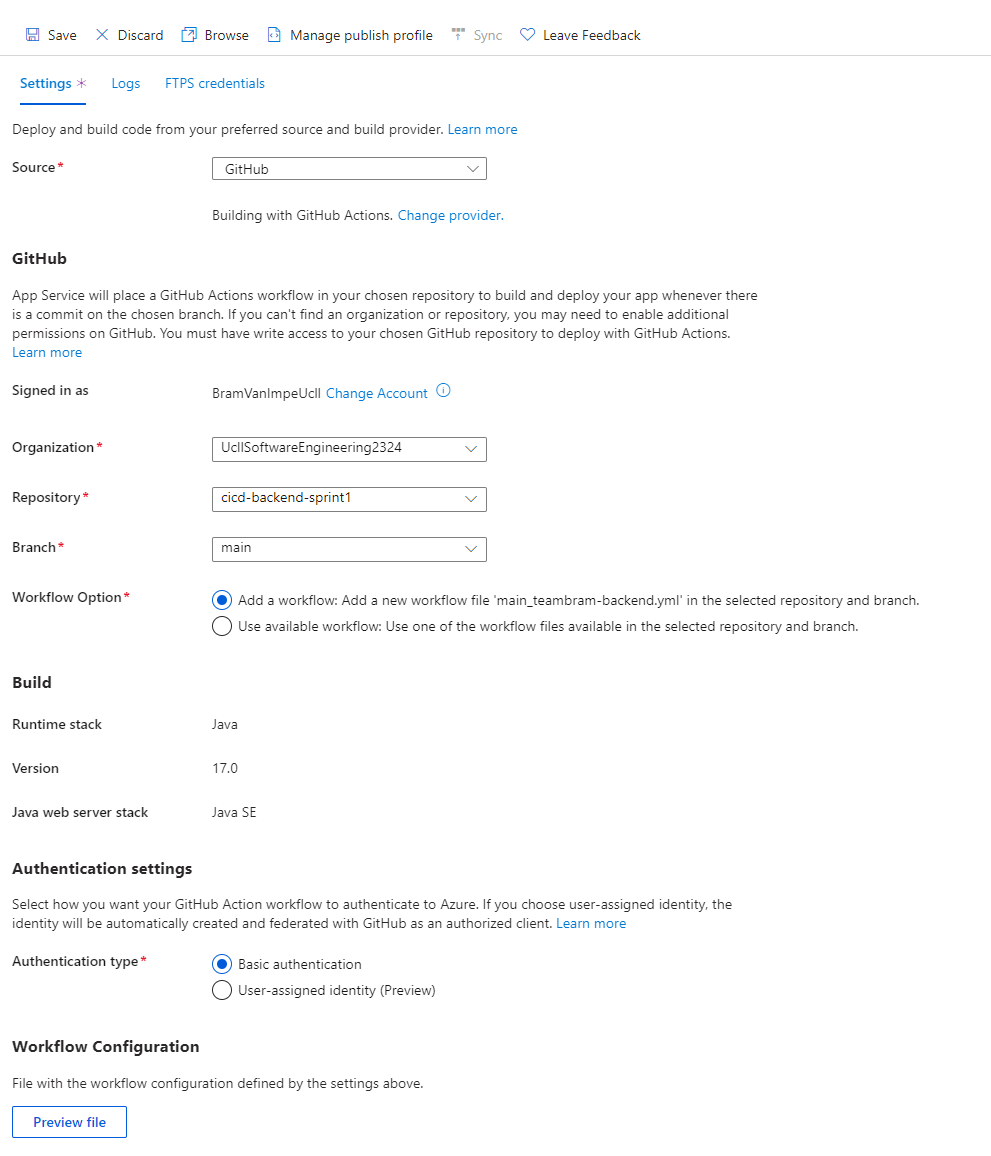 Save Discard Browse Manage publish profile Sync Leave Feedback
Settings * Logs FTPS credentials
Deploy and build code from your preferred source and build provider. Learn more
Source* GitHub
Building with GitHub Actions. Change provider.
GitHub
App Service will place a GitHub Actions workflow in your chosen repository to build and deploy your app whenever there
is a commit on the chosen branch. If you can't find an organization or repository, you may need to enable additional
permissions on GitHub. You must have write access to your chosen GitHub repository to deploy with GitHub Actions.
Learn more
Signed in as BramVanImpeUcll Change Account
Organization* UcllSoftwareEngineering2324
Repository* cicd-backend-sprint1
Branch* main
Workflow Option* Add a workflow: Add a new workflow file 'main_teambram-backend.yml' in the selected repository and branch.
Use available workflow: Use one of the workflow files available in the selected repository and branch.
Build
Runtime stack Java
Version 17.0
Java web server stack Java SE
Authentication settings
Select how you want your GitHub Action workflow to authenticate to Azure. If you choose user-assigned identity, the
identity will be automatically created and federated with GitHub as an authorized client. Learn more
Authentication type* Basic authentication
User-assigned identity (Preview)
Workflow Configuration
File with the workflow configuration defined by the settings above.
Preview file